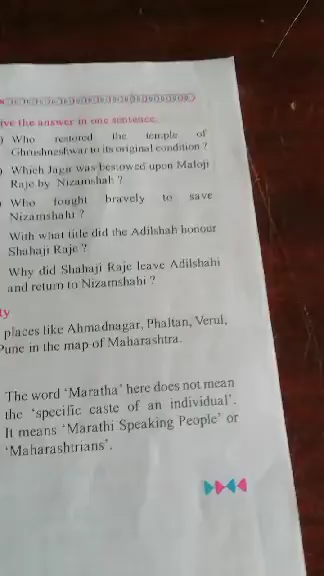 ive the answer in one sentence.
) Who restored the temple of
Ghrushneshwar to its original condition ?
) Which Jagir was bestowed upon Maloji
Raje by Nizamshah ?
Who fought bravely to save
Nizamshahi ?
With what title did the Adilshah honour
Shahaji Raje ?
Why did Shahaji Raje leave Adilshahi
and return to Nizamshahi ?
ty
places like Ahmadnagar, Phaltan, Verul,
Pune in the map of Maharashtra.
The word ‘Maratha’ here does not mean
the ‘specific caste of an individual’.
It means ‘Marathi Speaking People’ or
‘Maharashtrians’.